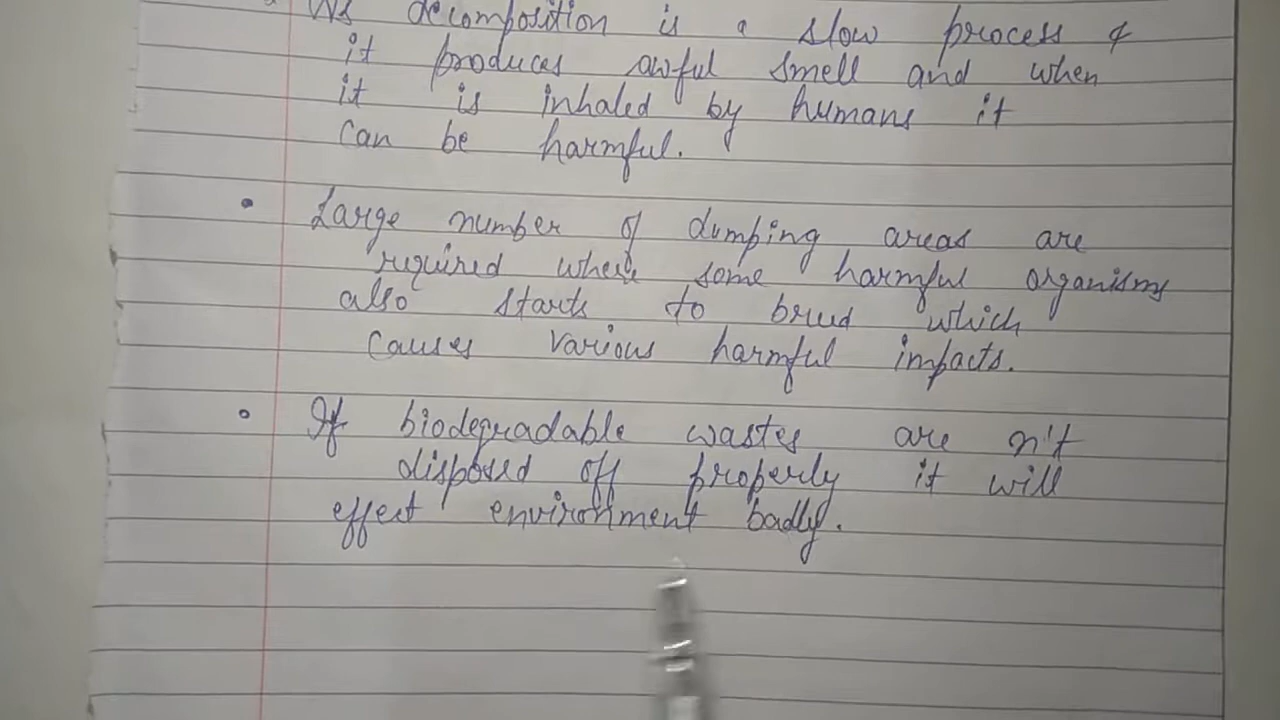 decomposition is a slow process &
it produces awful smell and when
it is inhaled by humans it
can be harmful.
• Large number of dumping areas are
required where some harmful organisms
also starts to breed which
causes various harmful impacts.
• If biodegradable wastes are n't
disposed off properly it will
effect environment badly.